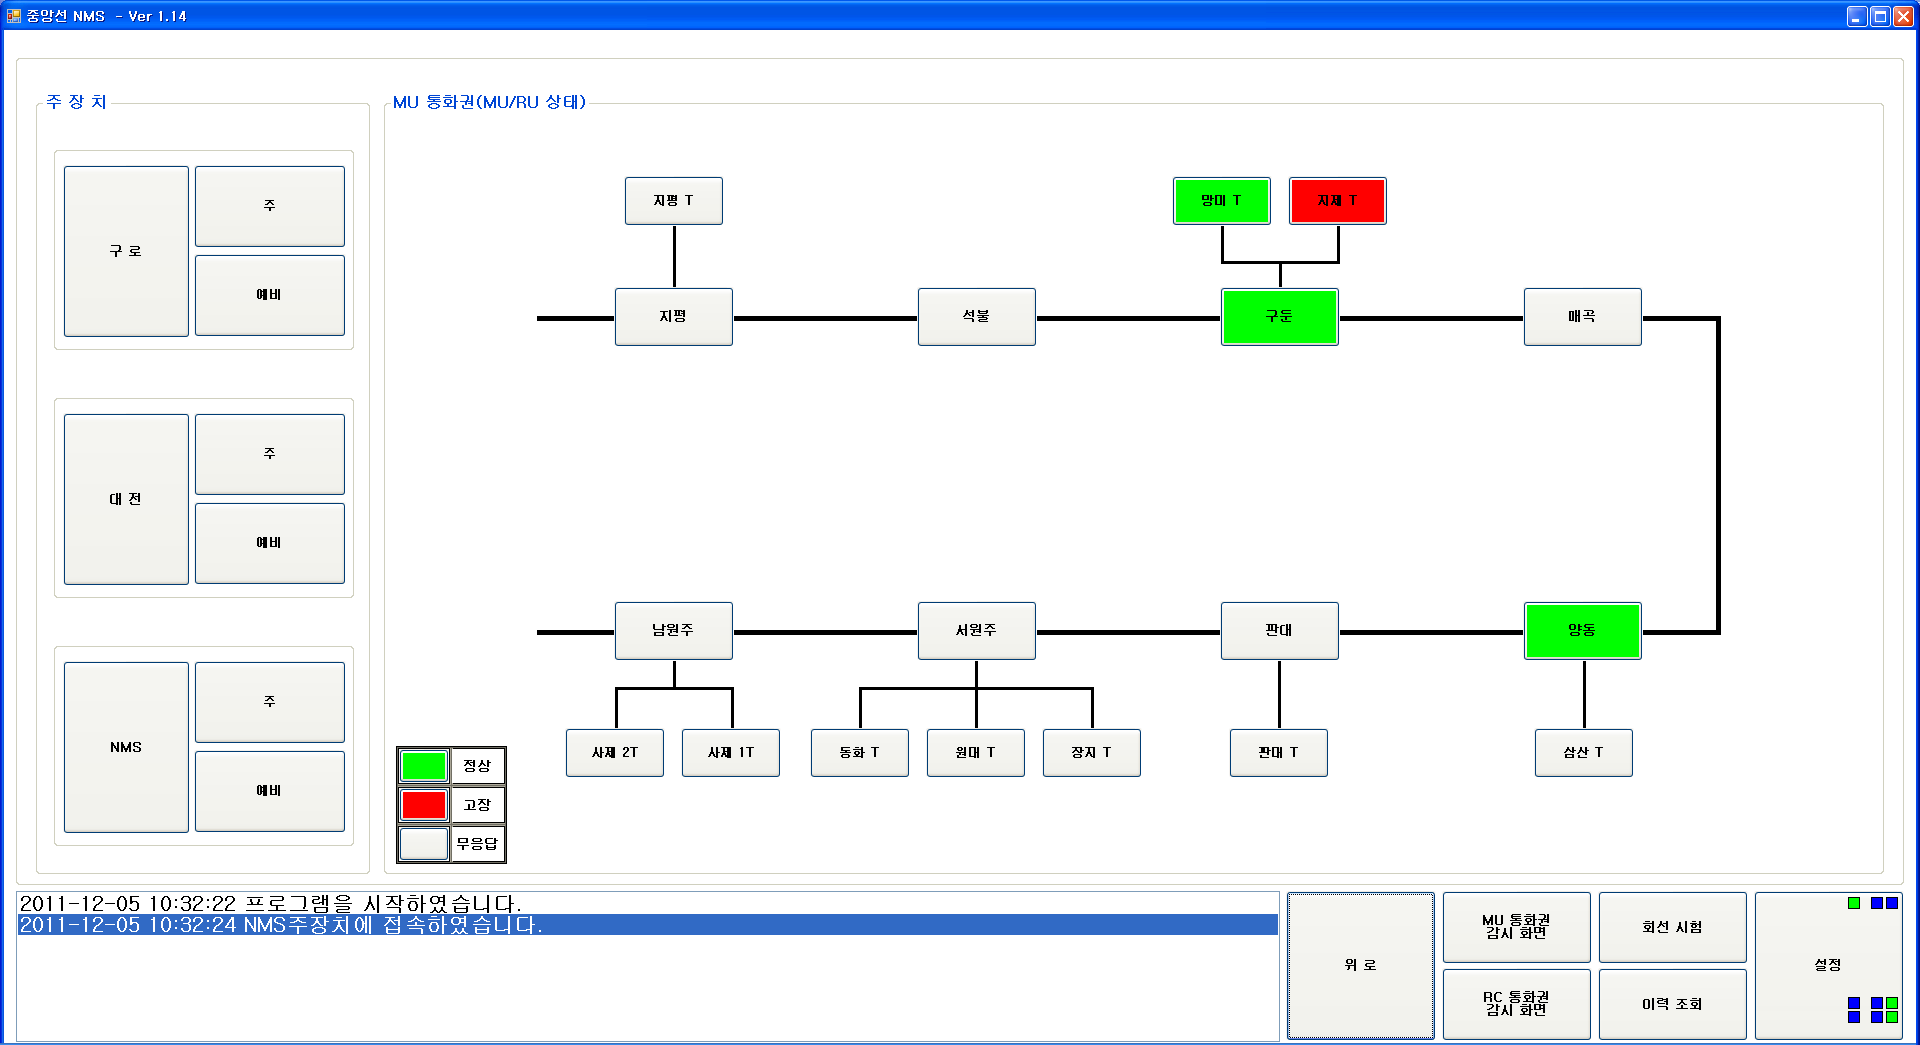 중앙선 NMS - Ver 1.14
주 장 치
MU 통화권(MU/RU 상태)
구 로
주
예비
대 전
주
예비
NMS
주
예비
지평 T
망미 T
지제 T
지평
석불
구둔
매곡
남원주
서원주
판대
양동
사제 2T
사제 1T
동화 T
원대 T
장지 T
판대 T
삼산 T
정상
고장
무응답
2011-12-05 10:32:22 프로그램을 시작하였습니다.
2011-12-05 10:32:24 NMS주장치에 접속하였습니다.
위 로
MU 통화권
감시 화면
RC 통화권
감시 화면
회선 시험
이력 조회
설정